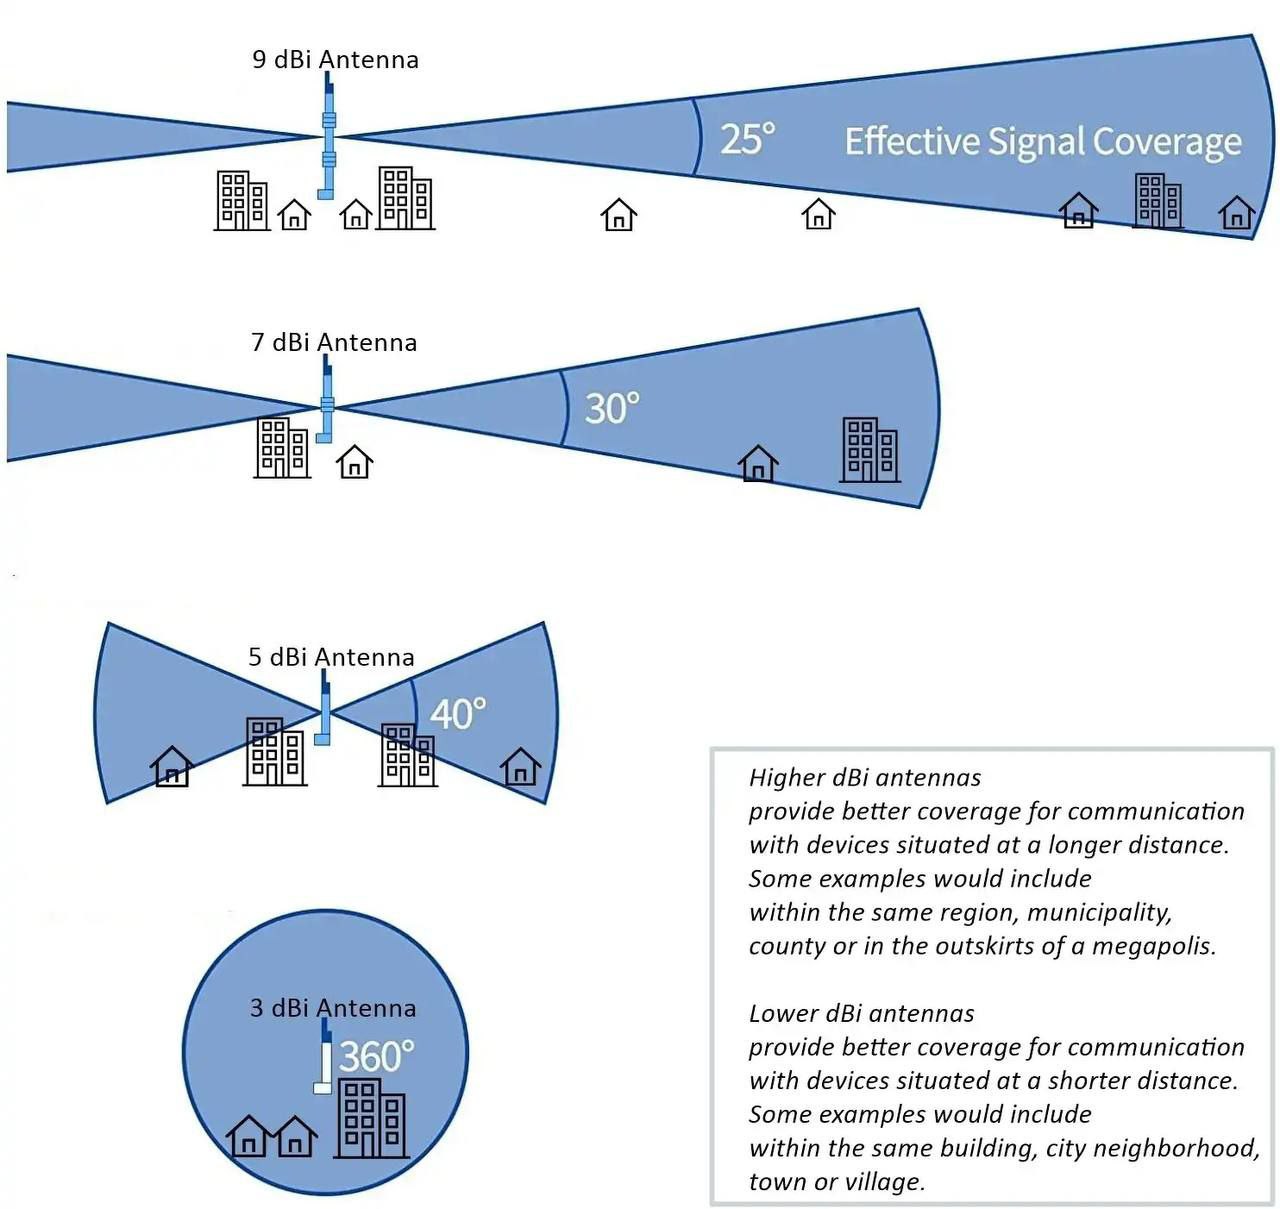 9 dBi Antenna
25°
Effective Signal Coverage
7 dBi Antenna
30°
5 dBi Antenna
40°
3 dBi Antenna
360°
Higher dBi antennas
provide better coverage for communication
with devices situated at a longer distance.
Some examples would include
within the same region, municipality,
county or in the outskirts of a megapolis.
Lower dBi antennas
provide better coverage for communication
with devices situated at a shorter distance.
Some examples would include
within the same building, city neighborhood,
town or village.